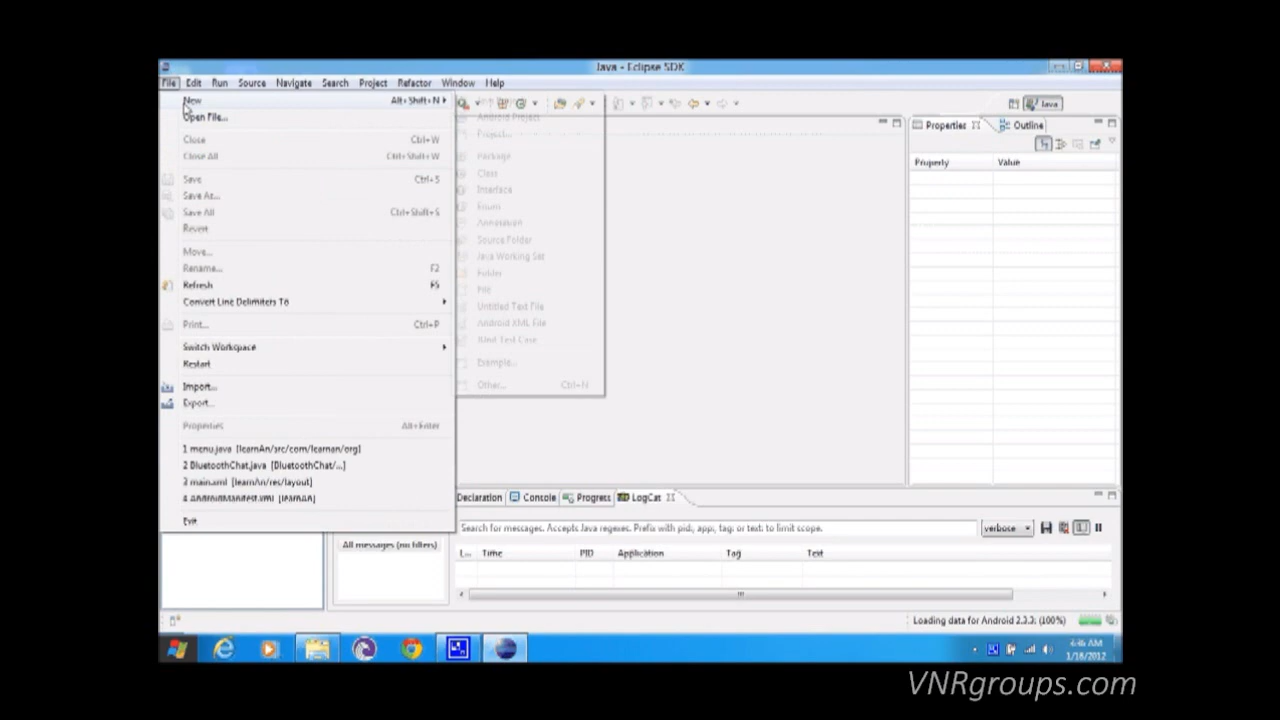 Java - Eclipse SDK
File Edit Run Source Navigate Search Project Refactor Window Help
New Alt+Shift+N
Open File...
Close Ctrl+W
Close All Ctrl+Shift+W
Save Ctrl+S
Save As...
Save All Ctrl+Shift+S
Revert
Move...
Rename... F2
Refresh F5
Convert Line Delimiters To
Print... Ctrl+P
Switch Workspace
Restart
Import...
Export...
Properties Alt+Enter
1 menu.java [learnAn/src/com/learnan/org]
2 BluetoothChat.java [BluetoothChat/...]
3 main.xml [learnAn/res/layout]
4 AndroidManifest.xml [learnAn]
Exit
Android Project
Project...
Package
Class
Interface
Enum
Annotation
Source Folder
Java Working Set
Folder
File
Untitled Text File
Android XML File
JUnit Test Case
Example...
Other... Ctrl+N
Java
Properties Outline
Property Value
Declaration Console Progress LogCat
Search for messages. Accepts Java regexes. Prefix with pid:, app:, tag: or text: to limit scope.
verbose
All messages (no filters)
L... Time PID Application Tag Text
Loading data for Android 2.3.3: (100%)
1/18/2012
VNRgroups.com